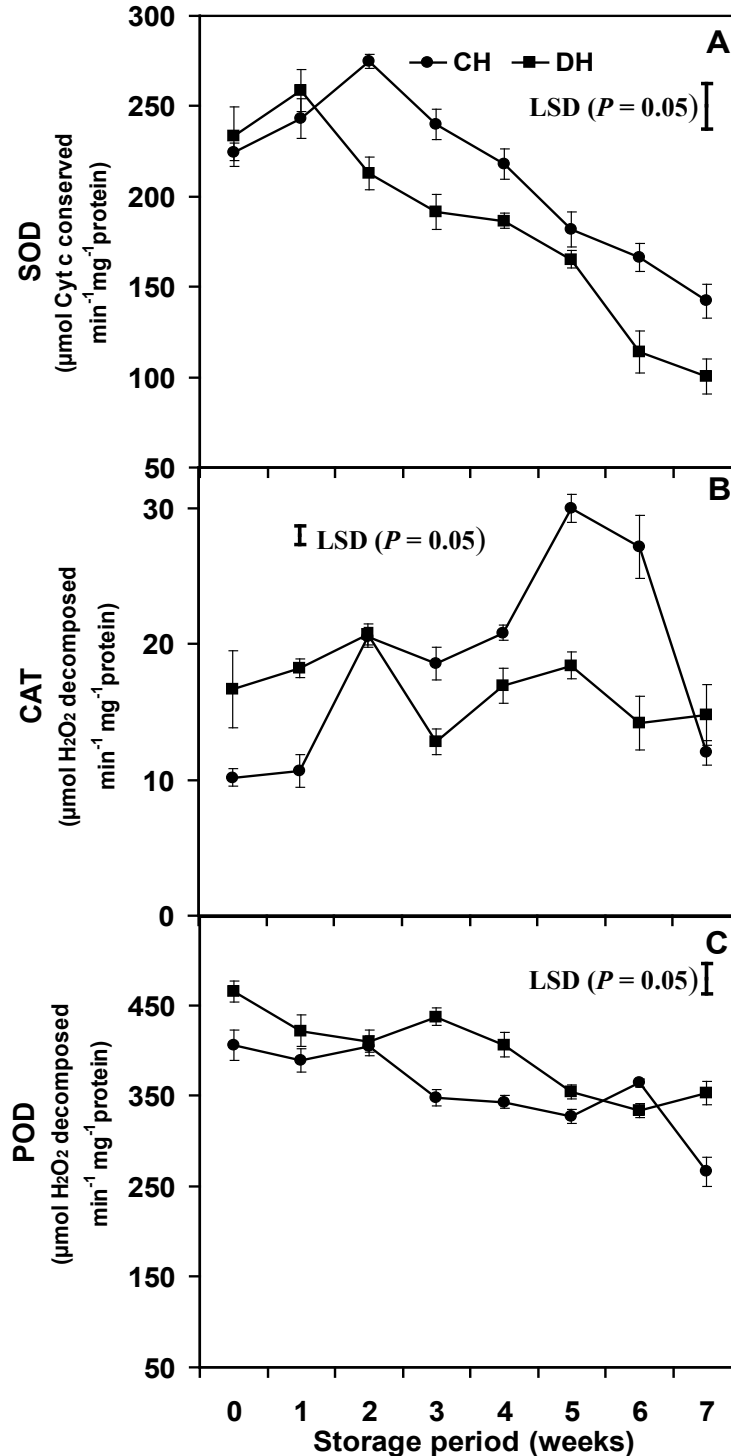 A
CH DH
LSD (P = 0.05)
300
250
200
150
100
50
SOD
(µmol Cyt c conserved
min⁻¹mg⁻¹protein)
B
LSD (P = 0.05)
30
20
10
0
CAT
(µmol H₂O₂ decomposed
min⁻¹ mg⁻¹protein)
C
LSD (P = 0.05)
450
350
250
150
50
POD
(µmol H₂O₂ decomposed
min⁻¹ mg⁻¹protein)
0 1 2 3 4 5 6 7
Storage period (weeks)